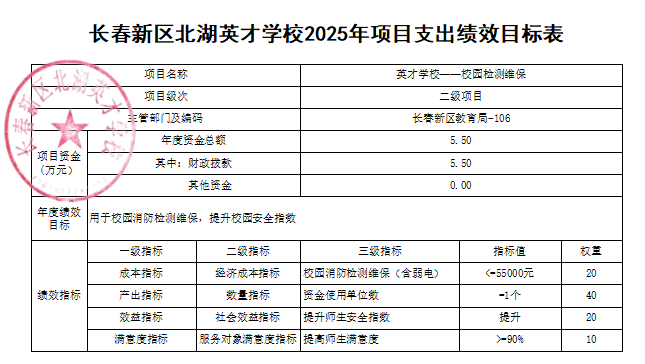 长春新区北湖英才学校2025年项目支出绩效目标表
项目名称 英才学校——校园检测维保
项目级次 二级项目
主管部门及编码 长春新区教育局-106
项目资金
(万元)
年度资金总额 5.50
其中: 财政拨款 5.50
其他资金 0.00
年度绩效
目标
用于校园消防检测维保, 提升校园安全指数
绩效指标
一级指标 二级指标 三级指标 指标值 权重
成本指标 经济成本指标 校园消防检测维保（含弱电） <=55000元 20
产出指标 数量指标 资金使用单位数 =1个 40
效益指标 社会效益指标 提升师生安全指数 提升 20
满意度指标 服务对象满意度指标 提高师生满意度 >=90% 10
长春新区北湖英才学校